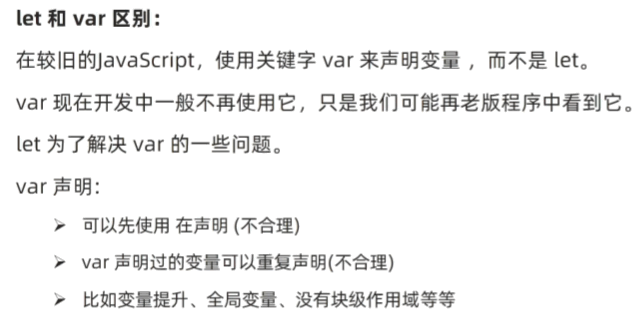 let 和 var 区别：
在较旧的JavaScript，使用关键字 var 来声明变量 ，而不是 let。
var 现在开发中一般不再使用它，只是我们可能再老版程序中看到它。
let 为了解决 var 的一些问题。
var 声明:
➢ 可以先使用 在声明 (不合理)
➢ var 声明过的变量可以重复声明(不合理)
➢ 比如变量提升、全局变量、没有块级作用域等等